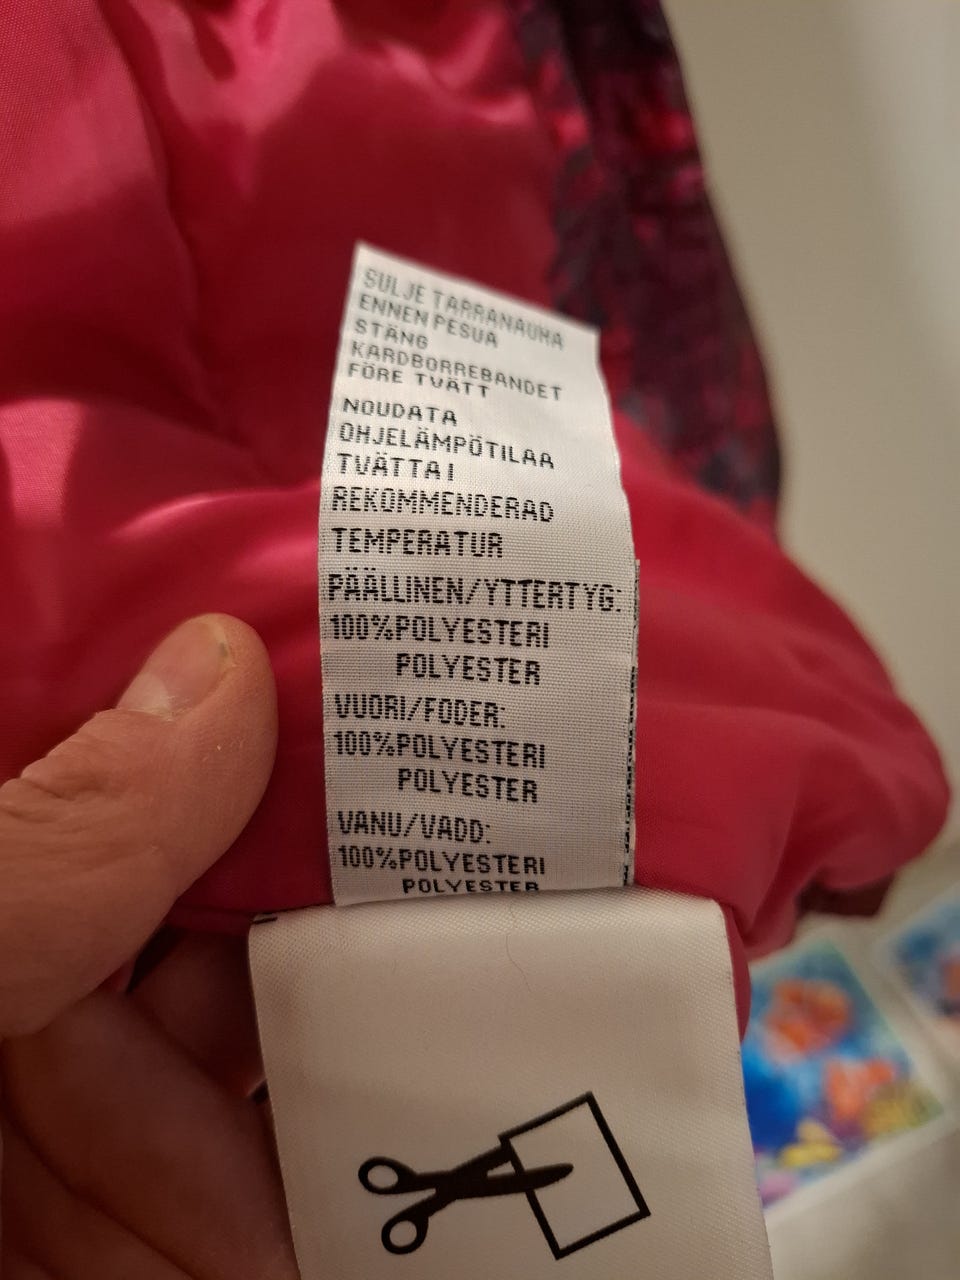 SULJE TARRANAUHA
ENNEN PESUA
STÄNG
KARDBORREBANDET
FÖRE TVÄTT
NOUDATA
OHJELÄMPÖTILAA
TVÄTTA I
REKOMMENDERAD
TEMPERATUR
PÄÄLLINEN/YTTERTYG:
100%POLYESTERI
POLYESTER
VUORI/FODER:
100%POLYESTERI
POLYESTER
VANU/VADD:
100%POLYESTERI
POLYESTER